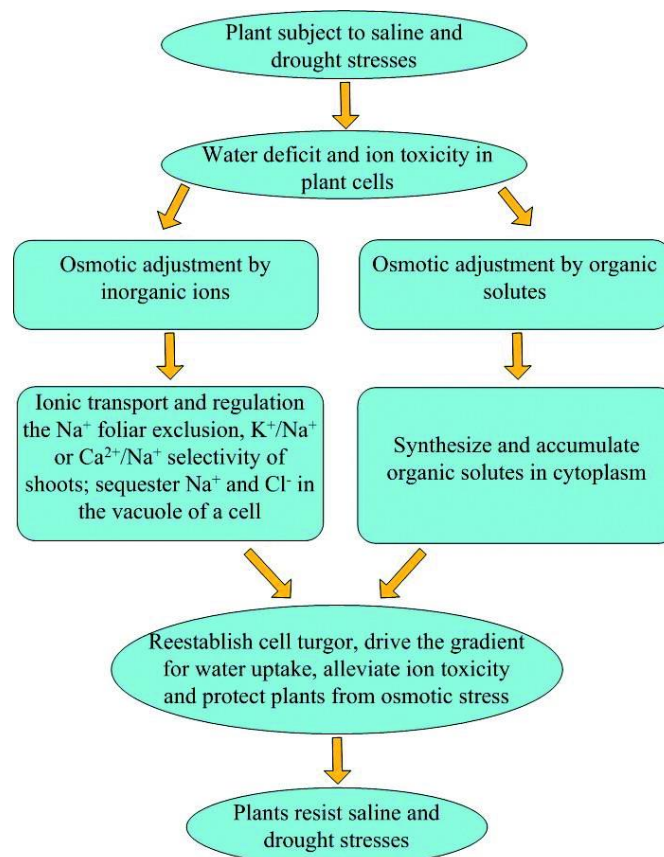 Plant subject to saline and
drought stresses
Water deficit and ion toxicity in
plant cells
Osmotic adjustment by
inorganic ions
Osmotic adjustment by organic
solutes
Ionic transport and regulation
the Na⁺ foliar exclusion, K⁺/Na⁺
or Ca²⁺/Na⁺ selectivity of
shoots; sequester Na⁺ and Cl⁻ in
the vacuole of a cell
Synthesize and accumulate
organic solutes in cytoplasm
Reestablish cell turgor, drive the gradient
for water uptake, alleviate ion toxicity
and protect plants from osmotic stress
Plants resist saline and
drought stresses